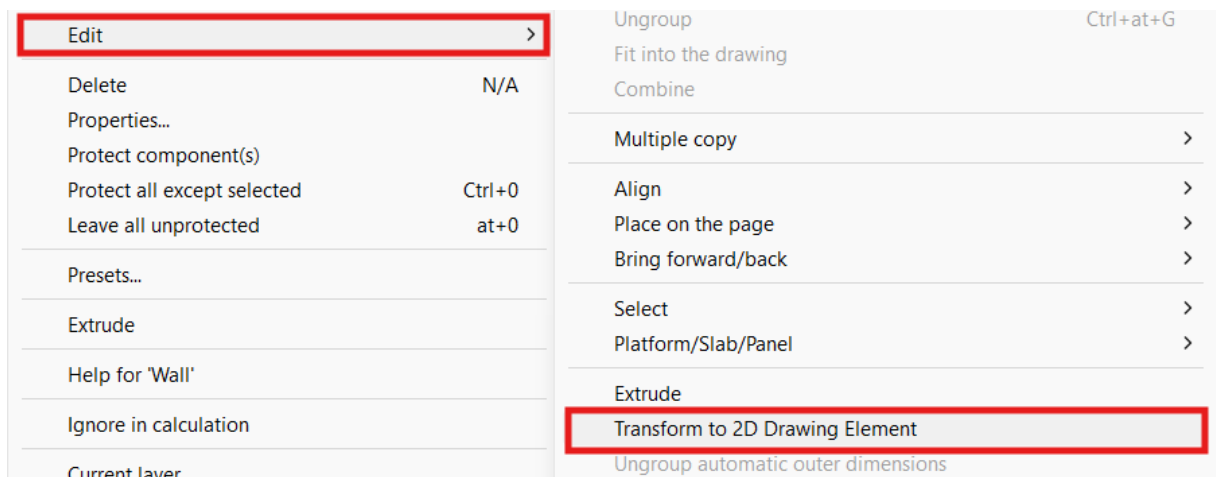 Edit
Delete N/A
Properties...
Protect component(s)
Protect all except selected Ctrl+0
Leave all unprotected at+0
Presets...
Extrude
Help for 'Wall'
Ignore in calculation
Current layer
Ungroup Ctrl+at+G
Fit into the drawing
Combine
Multiple copy
Align
Place on the page
Bring forward/back
Select
Platform/Slab/Panel
Extrude
Transform to 2D Drawing Element
Ungroup automatic outer dimensions